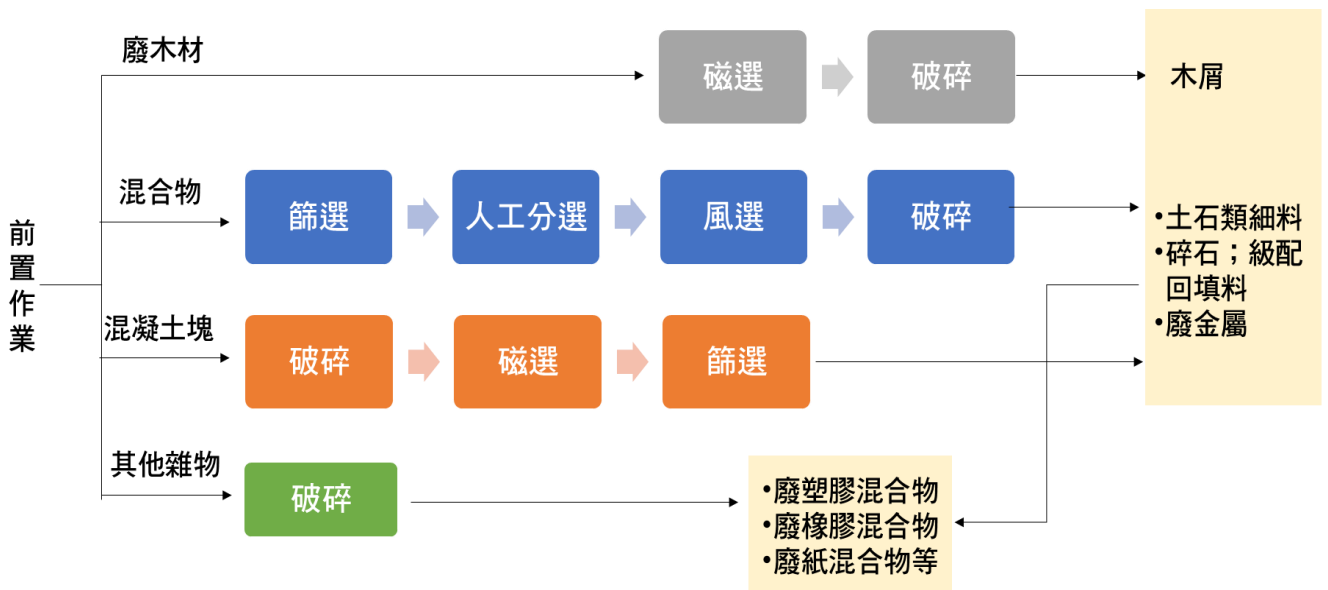 前置作業
廢木材
磁選
破碎
木屑
混合物
篩選
人工分選
風選
破碎
•土石類細料
•碎石；級配
回填料
•廢金屬
混凝土塊
破碎
磁選
篩選
其他雜物
破碎
•廢塑膠混合物
•廢橡膠混合物
•廢紙混合物等